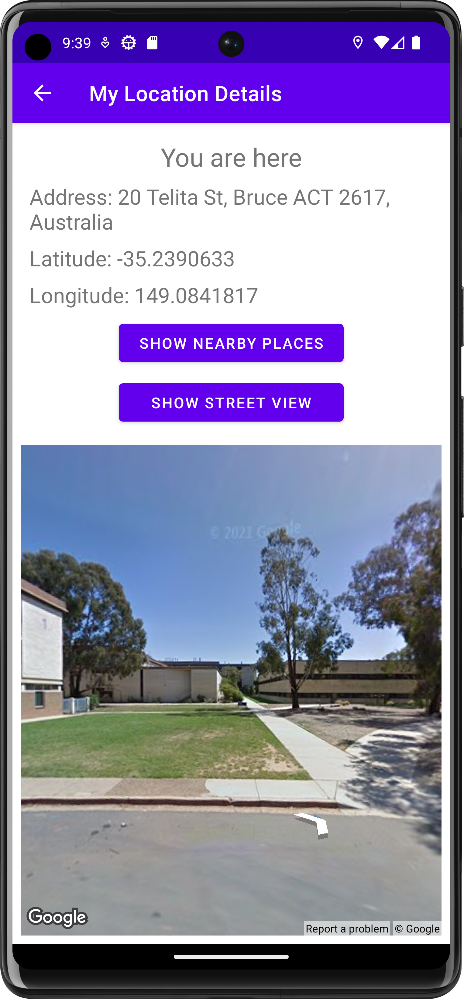 9:39
My Location Details
You are here
Address: 20 Telita St, Bruce ACT 2617,
Australia
Latitude: -35.2390633
Longitude: 149.0841817
SHOW NEARBY PLACES
SHOW STREET VIEW
© 2021 Google
Google
Report a problem © Google